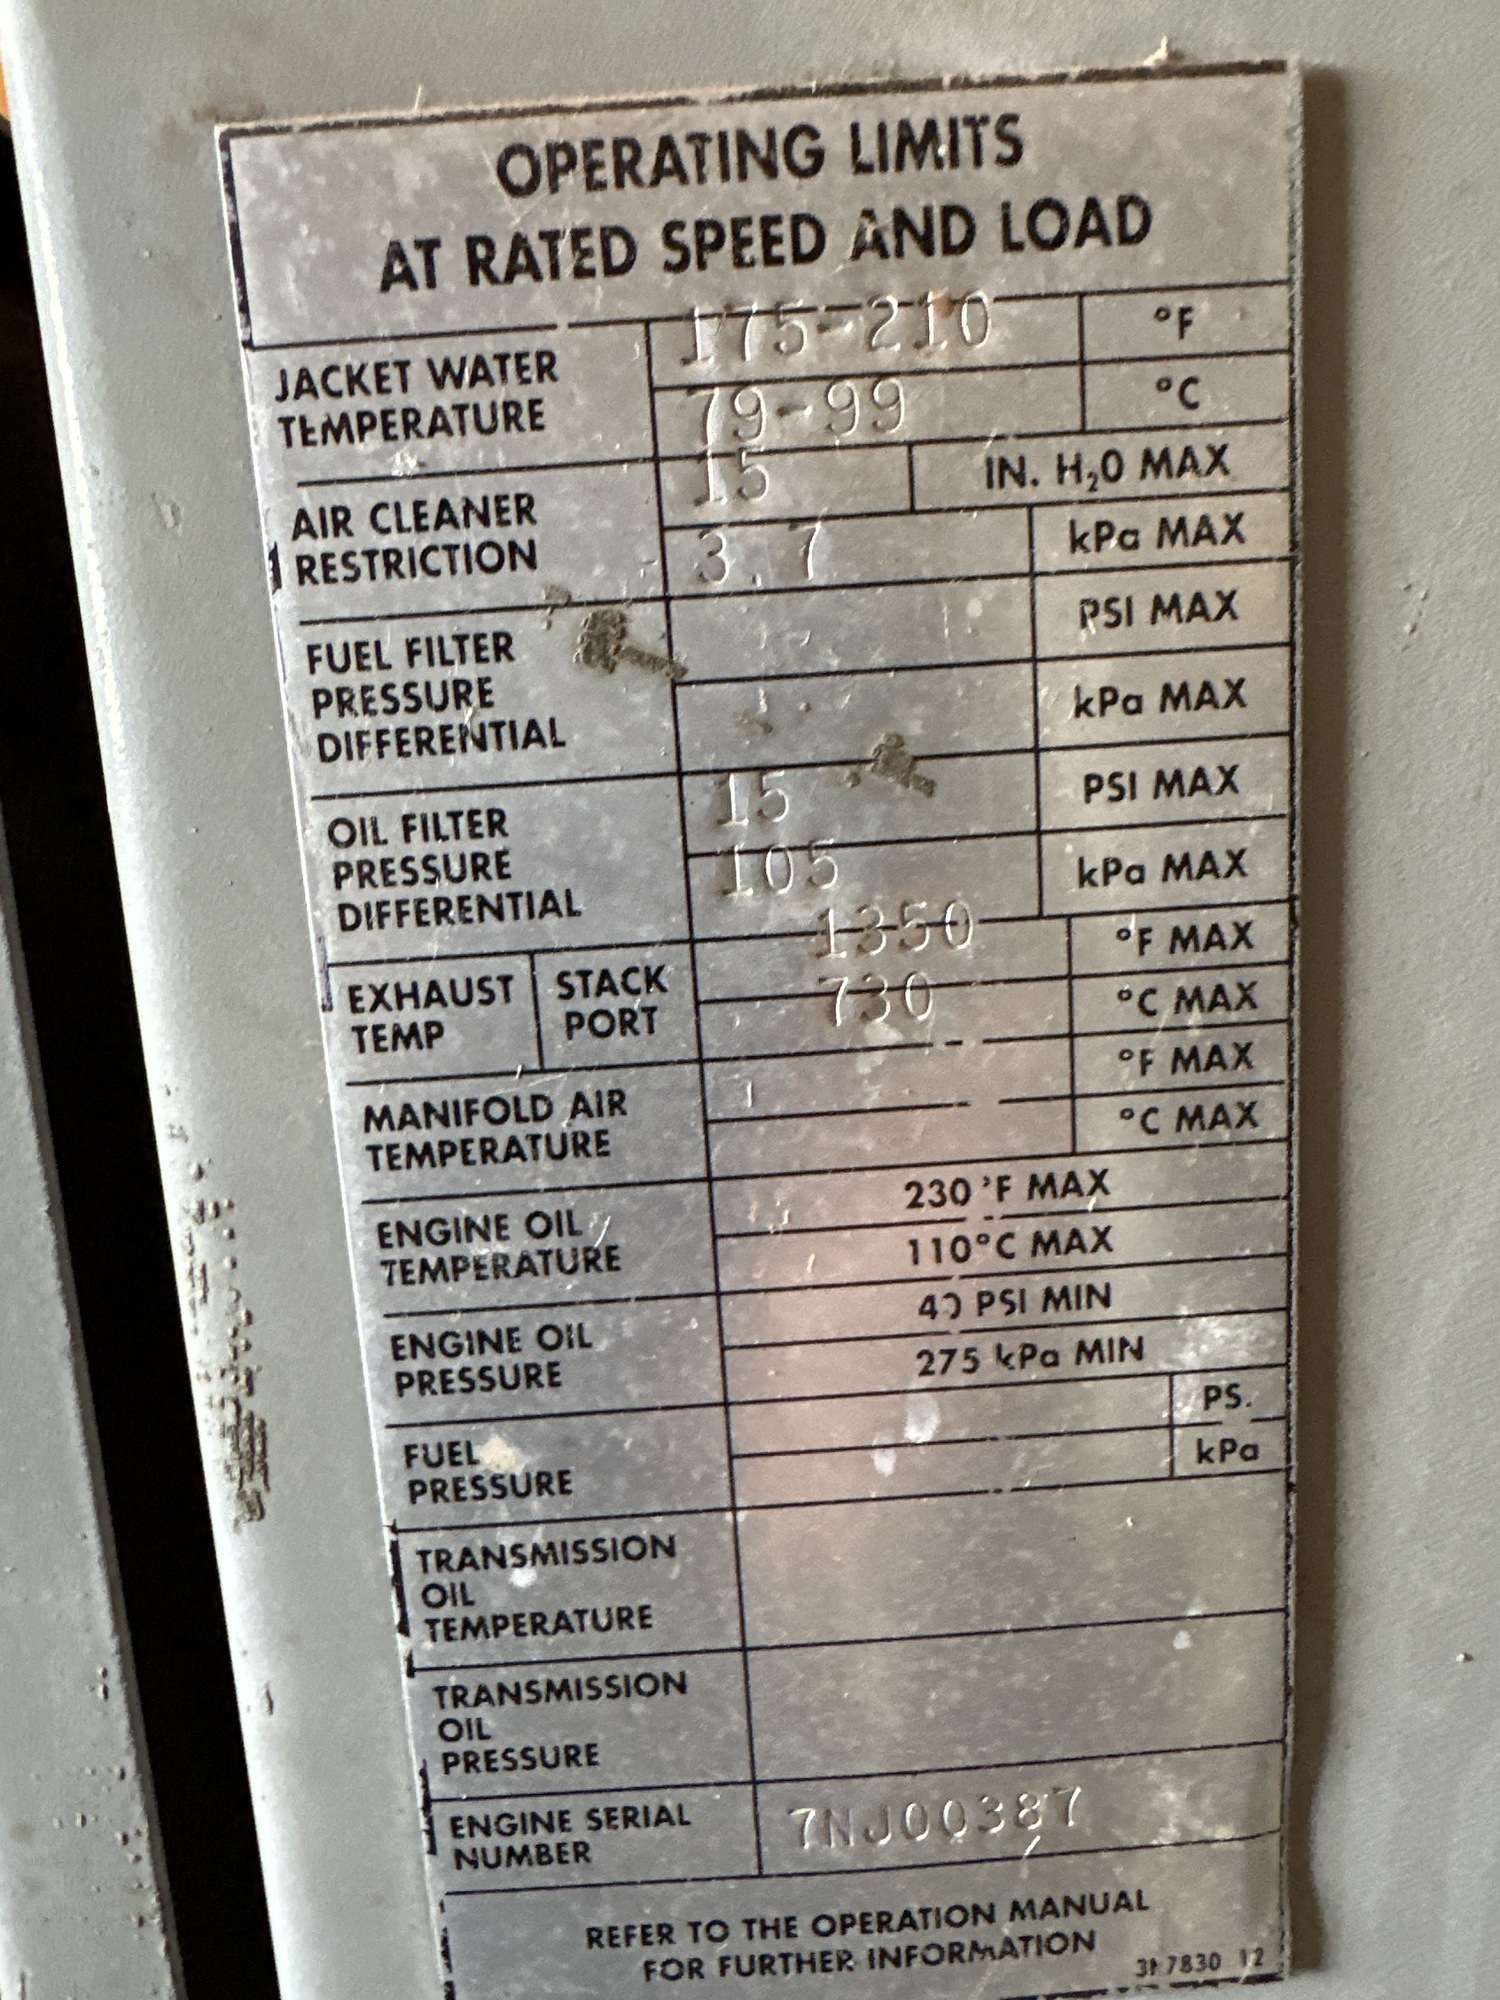 OPERATING LIMITS
AT RATED SPEED AND LOAD
JACKET WATER
TEMPERATURE
175-210 °F
79-99 °C
AIR CLEANER
RESTRICTION
15 IN. H₂O MAX
3.7 kPa MAX
FUEL FILTER
PRESSURE
DIFFERENTIAL
PSI MAX
kPa MAX
OIL FILTER
PRESSURE
DIFFERENTIAL
15 PSI MAX
105 kPa MAX
EXHAUST
TEMP
STACK
PORT
1350 °F MAX
730 °C MAX
MANIFOLD AIR
TEMPERATURE
°F MAX
°C MAX
ENGINE OIL
TEMPERATURE
230°F MAX
110°C MAX
ENGINE OIL
PRESSURE
40 PSI MIN
275 kPa MIN
FUEL
PRESSURE
PSI
kPa
TRANSMISSION
OIL
TEMPERATURE
TRANSMISSION
OIL
PRESSURE
ENGINE SERIAL
NUMBER
7NJ00387
REFER TO THE OPERATION MANUAL
FOR FURTHER INFORMATION